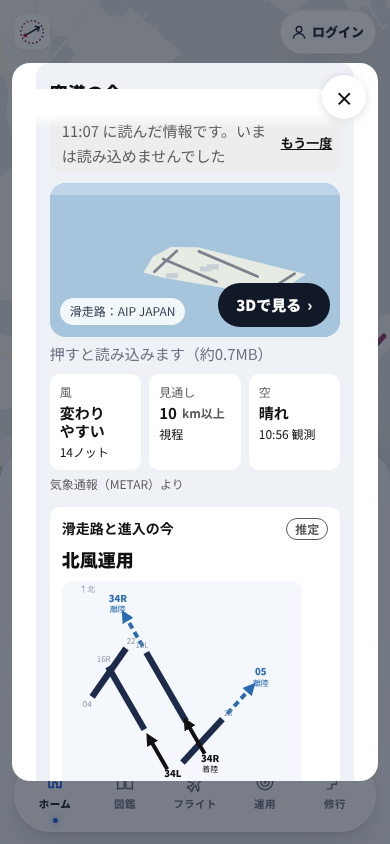 ログイン
空港の今
11:07 に読んだ情報です。いま
は読み込めませんでした
もう一度
滑走路：AIP JAPAN
3Dで見る ›
押すと読み込みます（約0.7MB）
風
変わり
やすい
14ノット
見通し
10 km以上
視程
空
晴れ
10:56 観測
気象通報（METAR）より
滑走路と進入の今
推定
北風運用
↑北
34R
離陸
22
16R
05
離陸
04
34R
着陸
34L
ホーム
図鑑
フライト
運用
修行